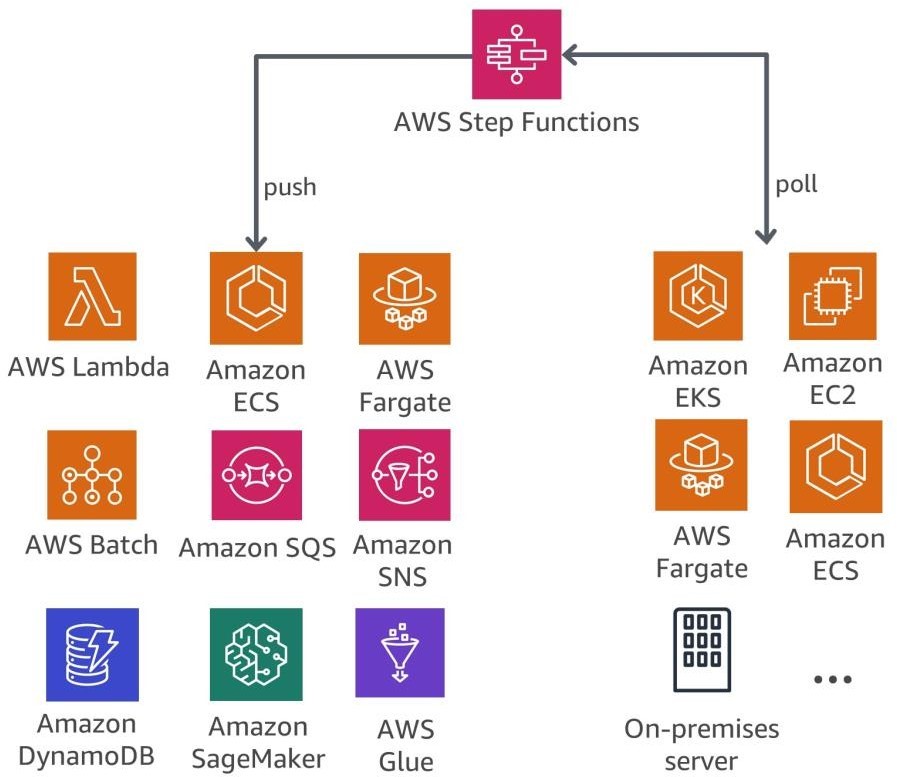 AWS Step Functions
push
poll
AWS Lambda
Amazon
ECS
AWS
Fargate
Amazon
EKS
Amazon
EC2
AWS Batch
Amazon SQS
Amazon
SNS
AWS
Fargate
Amazon
ECS
Amazon
DynamoDB
Amazon
SageMaker
AWS
Glue
On-premises
server
...